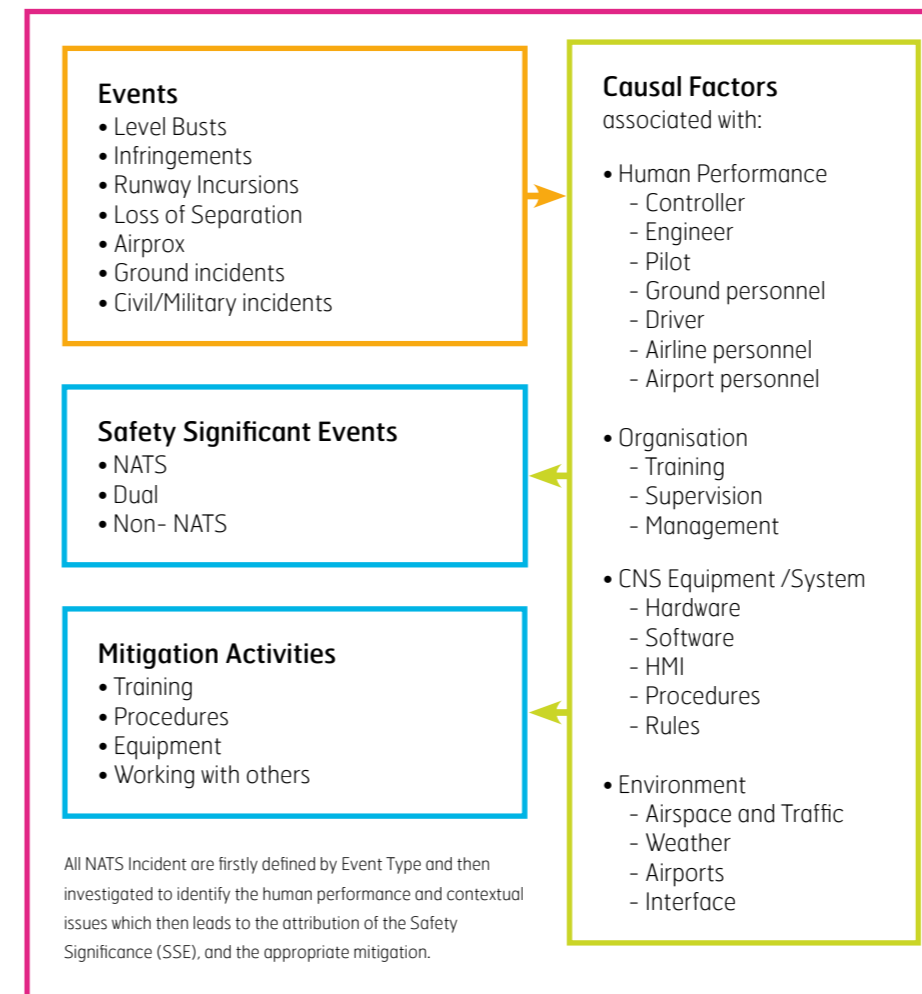 Events
• Level Busts
• Infringements
• Runway Incursions
• Loss of Separation
• Airprox
• Ground incidents
• Civil/Military incidents
Safety Significant Events
• NATS
• Dual
• Non- NATS
Mitigation Activities
• Training
• Procedures
• Equipment
• Working with others
All NATS Incident are firstly defined by Event Type and then
investigated to identify the human performance and contextual
issues which then leads to the attribution of the Safety
Significance (SSE), and the appropriate mitigation.
Causal Factors
associated with:
• Human Performance
- Controller
- Engineer
- Pilot
- Ground personnel
- Driver
- Airline personnel
- Airport personnel
• Organisation
- Training
- Supervision
- Management
• CNS Equipment /System
- Hardware
- Software
- HMI
- Procedures
- Rules
• Environment
- Airspace and Traffic
- Weather
- Airports
- Interface